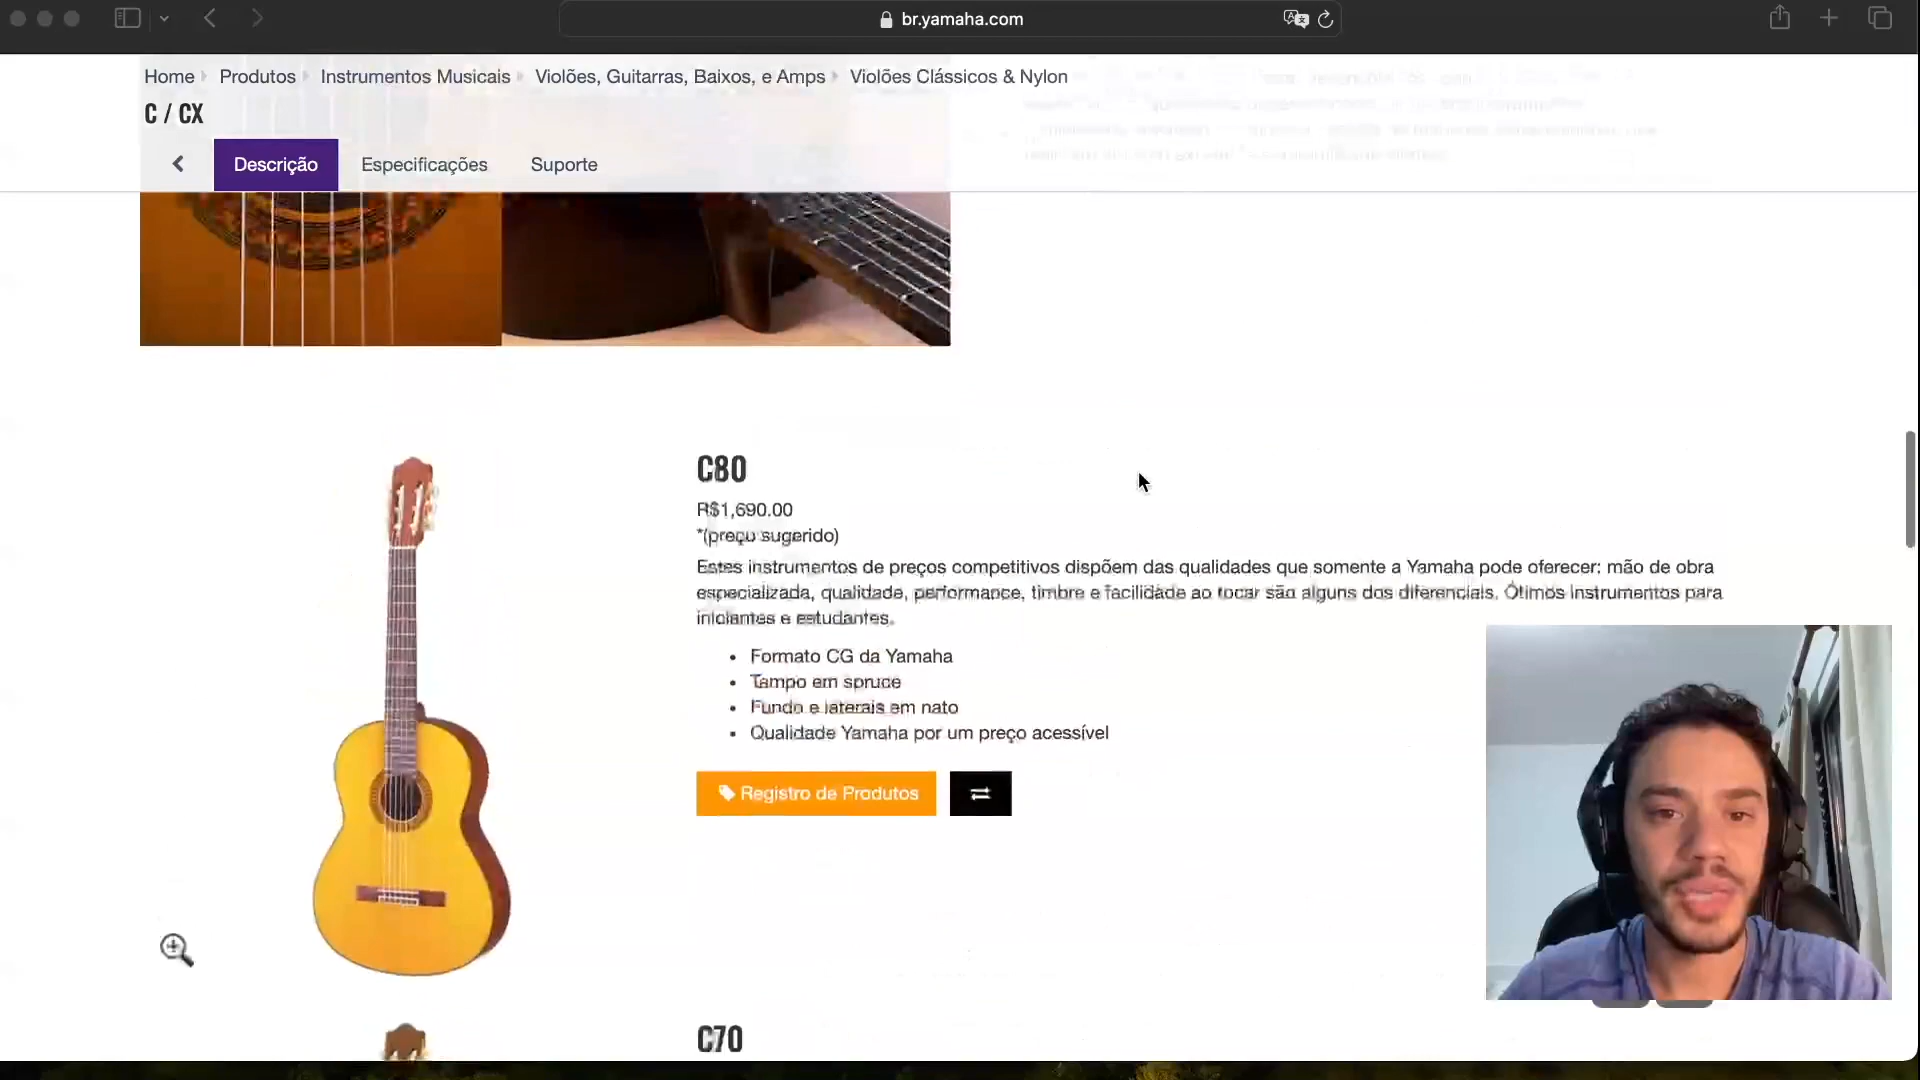 br.yamaha.com
Home Produtos Instrumentos Musicais Violões, Guitarras, Baixos, e Amps Violões Clássicos & Nylon
C / CX
Descrição Especificações Suporte
C80
R$1,690.00
*(preço sugerido)
Estes instrumentos de preços competitivos dispõem das qualidades que somente a Yamaha pode oferecer: mão de obra
especializada, qualidade, performance, timbre e facilidade ao tocar são alguns dos diferenciais. Ótimos instrumentos para
iniciantes e estudantes.
• Formato CG da Yamaha
• Tampo em spruce
• Fundo e laterais em nato
• Qualidade Yamaha por um preço acessível
Registro de Produtos
C70